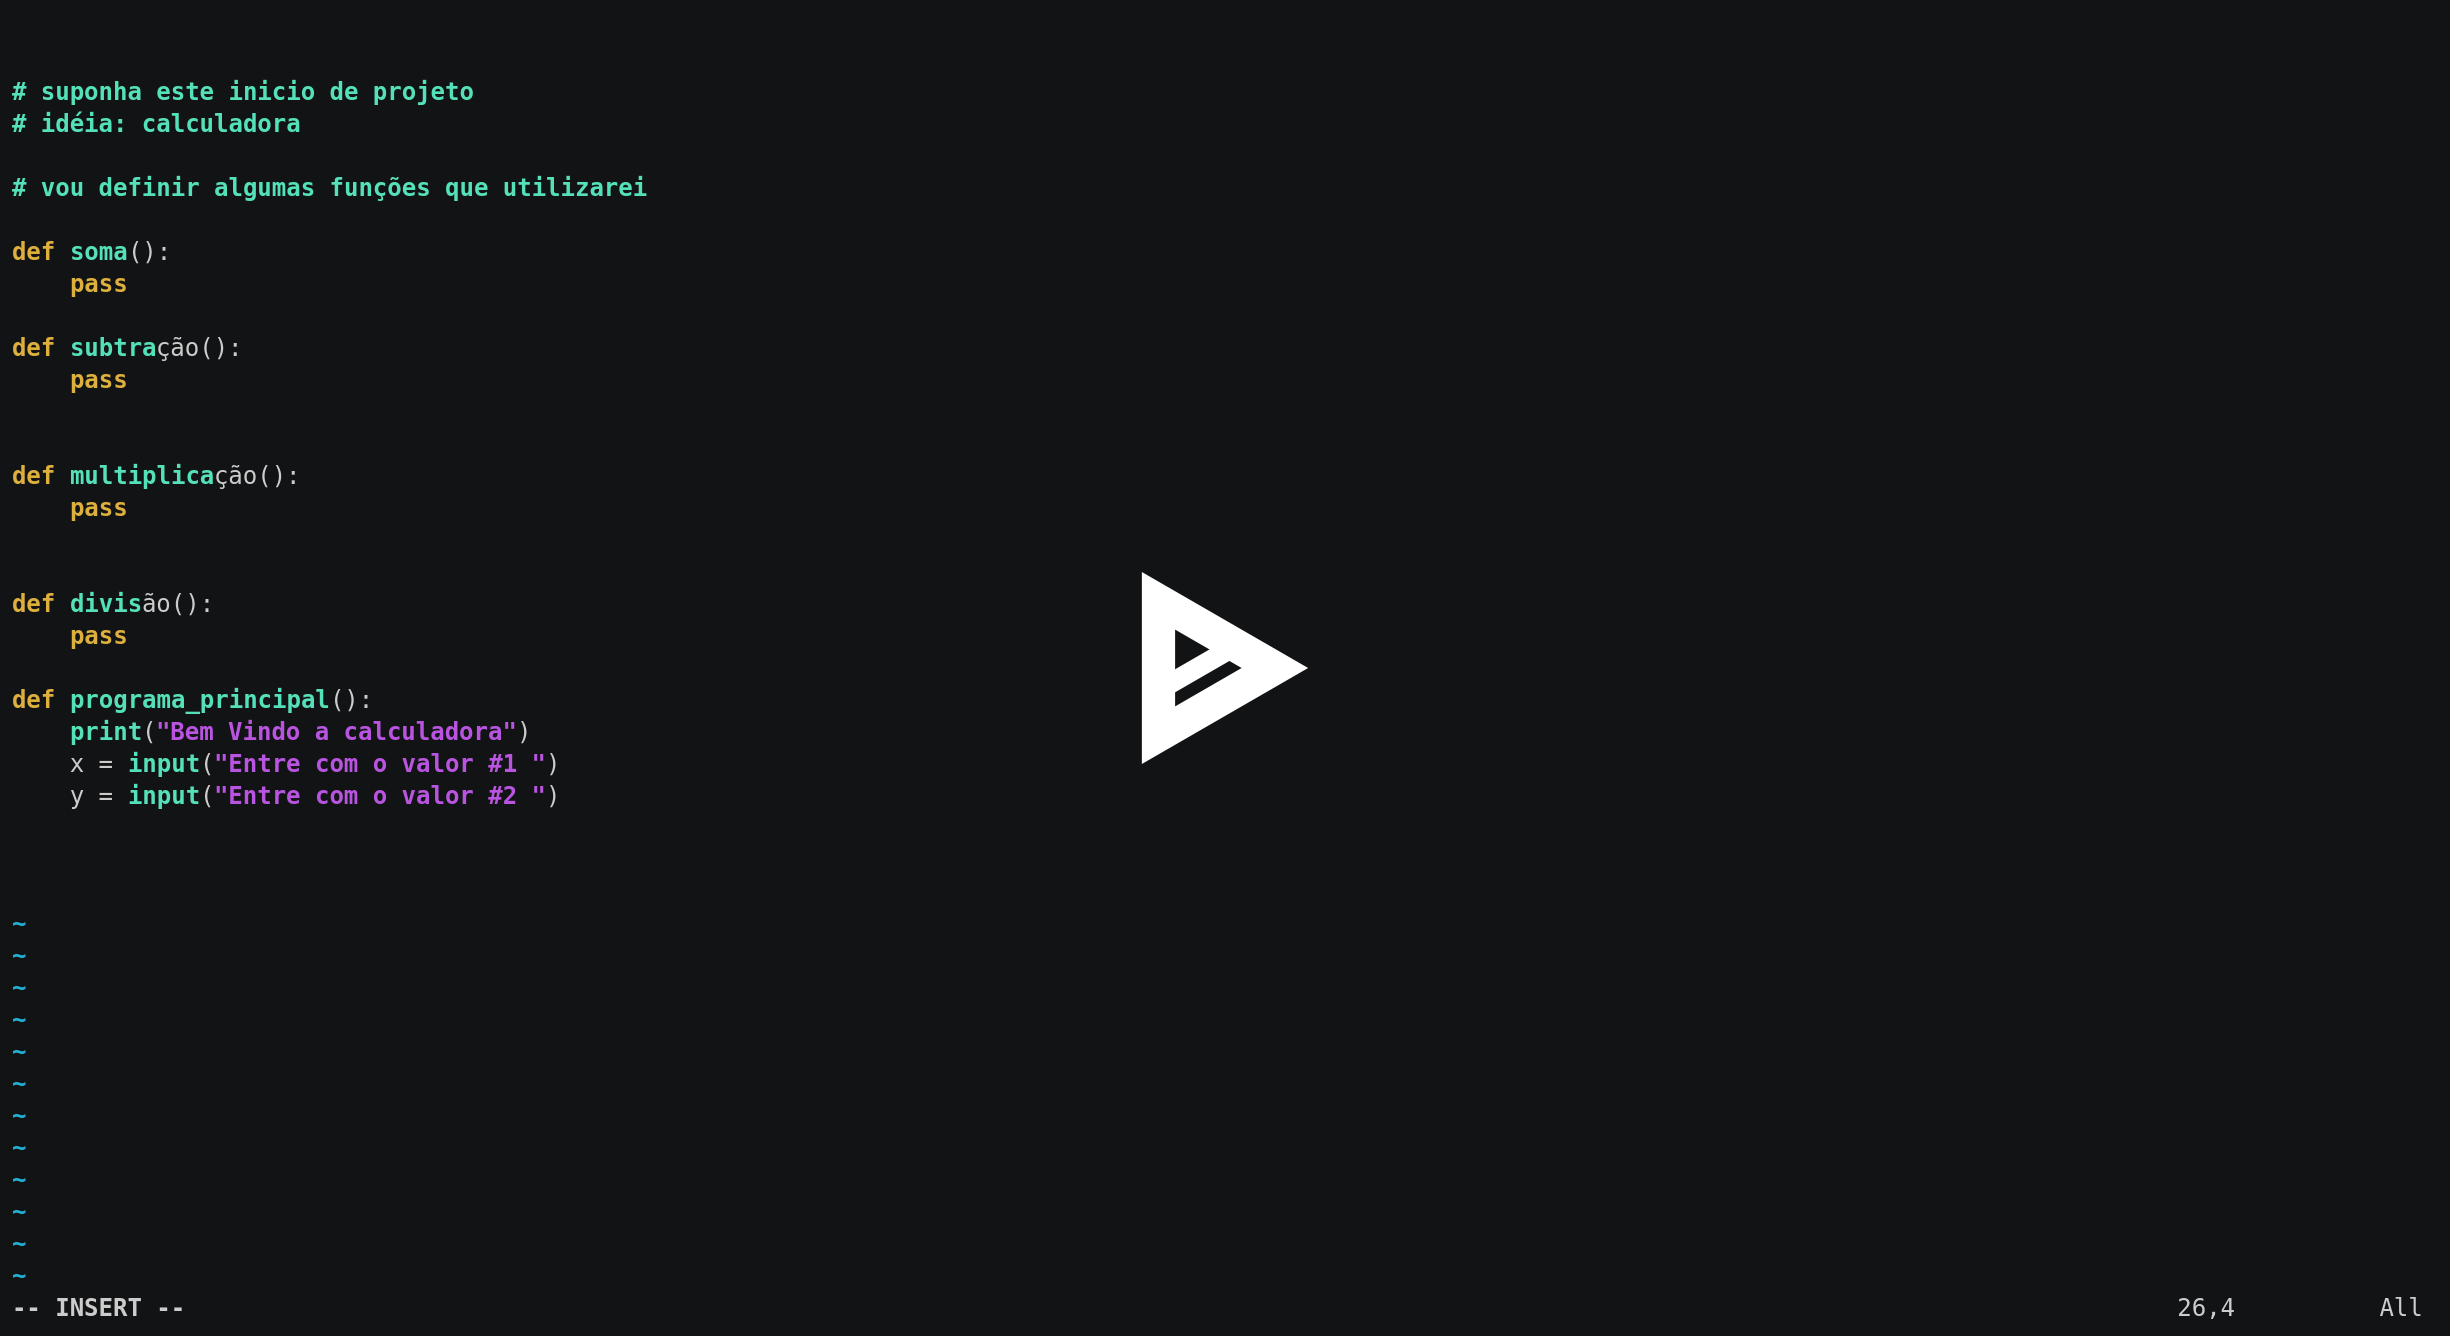 # suponha este inicio de projeto
# idéia: calculadora
# vou definir algumas funções que utilizarei
def soma():
    pass
def subtração():
    pass
def multiplicação():
    pass
def divisão():
    pass
def programa_principal():
    print("Bem Vindo a calculadora")
    x = input("Entre com o valor #1 ")
    y = input("Entre com o valor #2 ")
~
~
~
~
~
~
~
~
~
~
~
~
-- INSERT -- 26,4 All